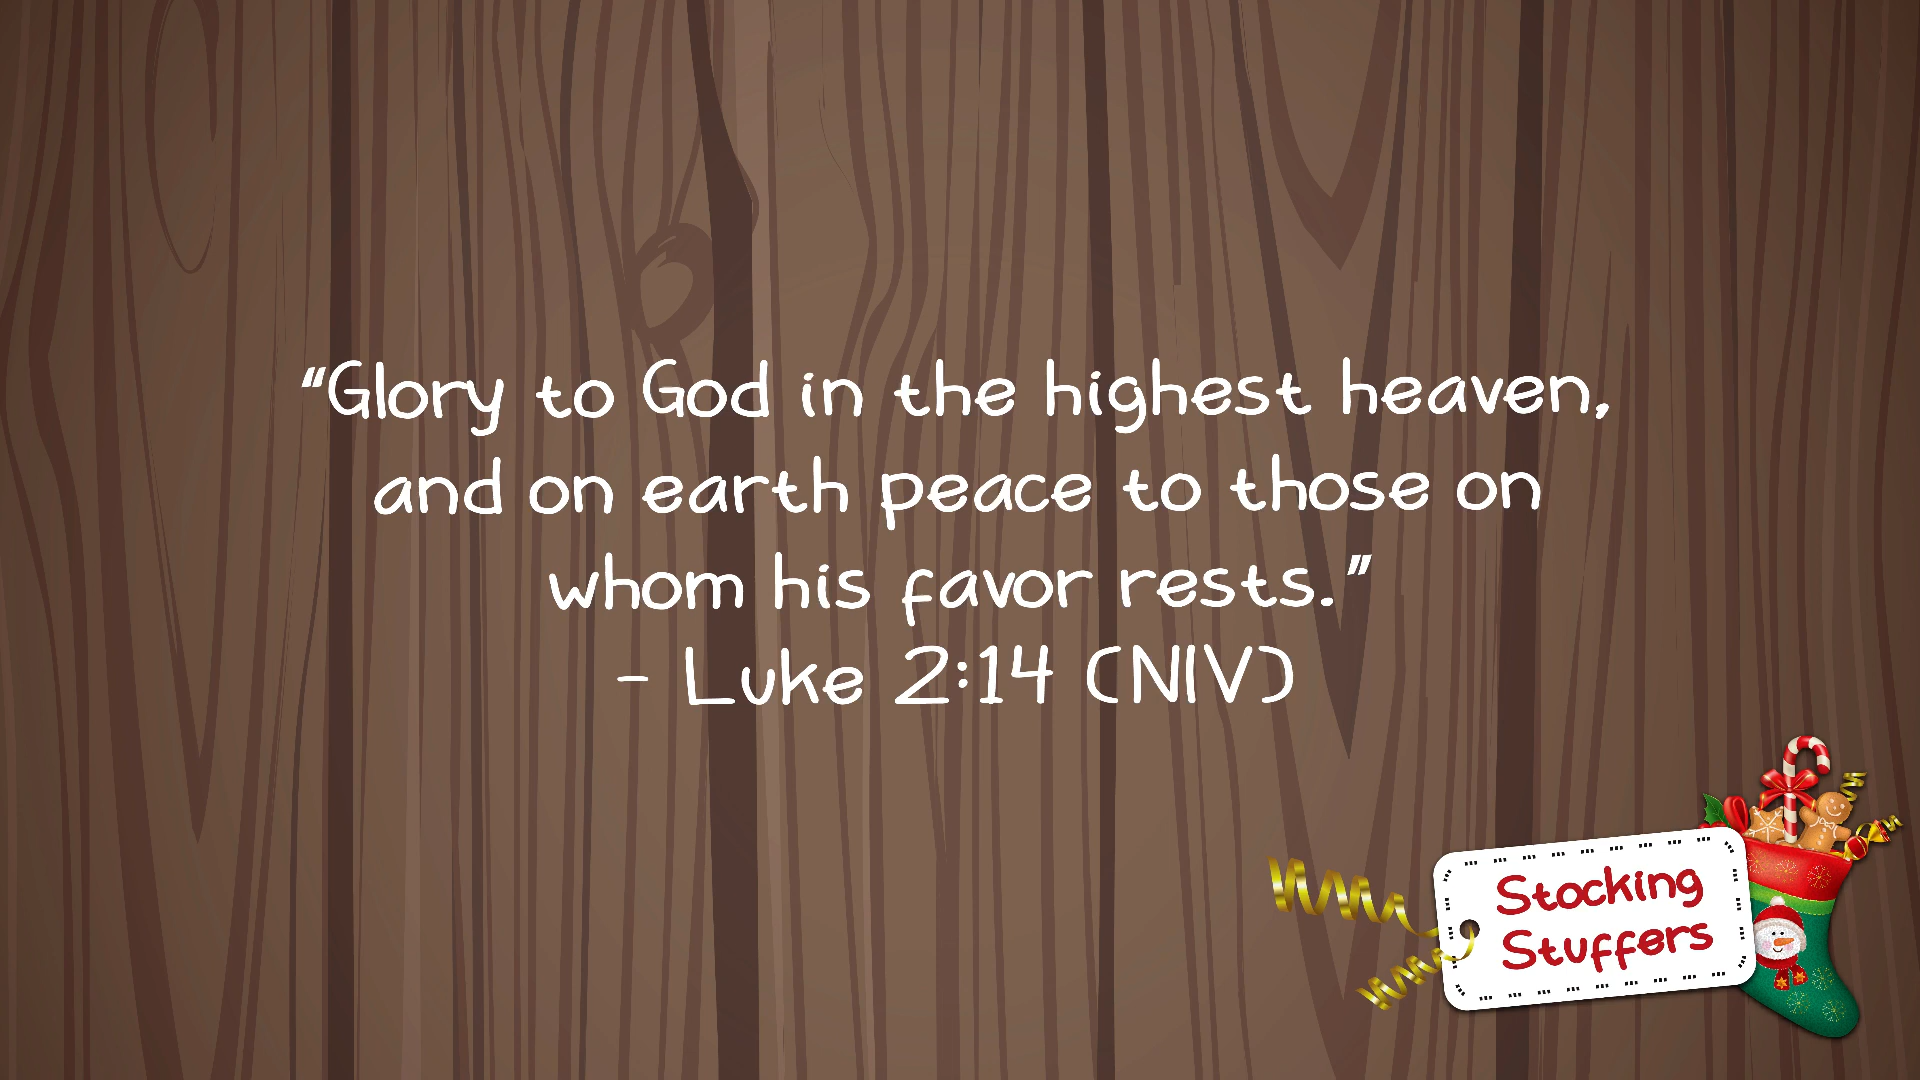 “Glory to God in the highest heaven,
and on earth peace to those on
whom his favor rests.”
- Luke 2:14 (NIV)
Stocking
Stuffers